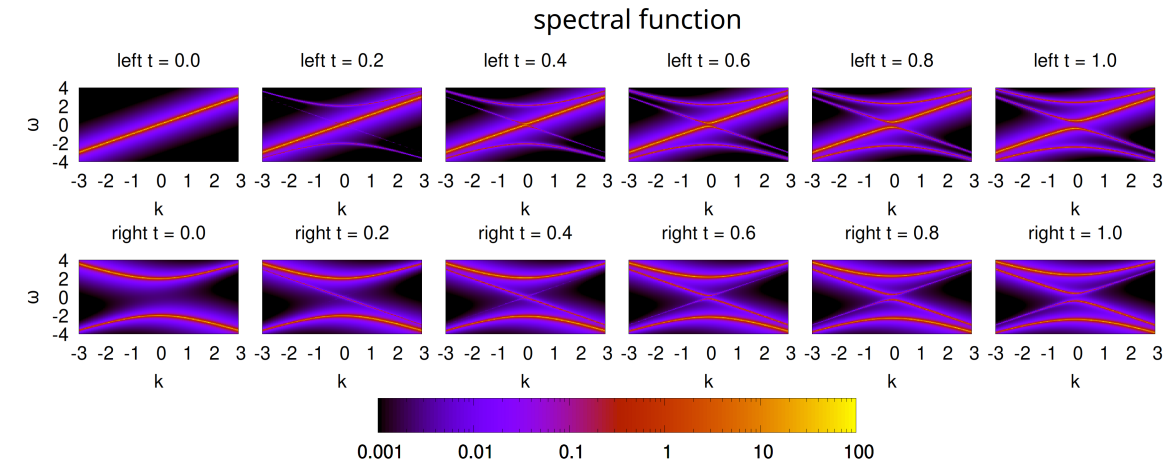 spectral function
left t = 0.0 left t = 0.2 left t = 0.4 left t = 0.6 left t = 0.8 left t = 1.0
4
2
0
-2
-4
ω
-3 -2 -1 0 1 2 3 -3 -2 -1 0 1 2 3 -3 -2 -1 0 1 2 3 -3 -2 -1 0 1 2 3 -3 -2 -1 0 1 2 3 -3 -2 -1 0 1 2 3
k k k k k k
right t = 0.0 right t = 0.2 right t = 0.4 right t = 0.6 right t = 0.8 right t = 1.0
4
2
0
-2
-4
ω
-3 -2 -1 0 1 2 3 -3 -2 -1 0 1 2 3 -3 -2 -1 0 1 2 3 -3 -2 -1 0 1 2 3 -3 -2 -1 0 1 2 3 -3 -2 -1 0 1 2 3
k k k k k k
0.001 0.01 0.1 1 10 100